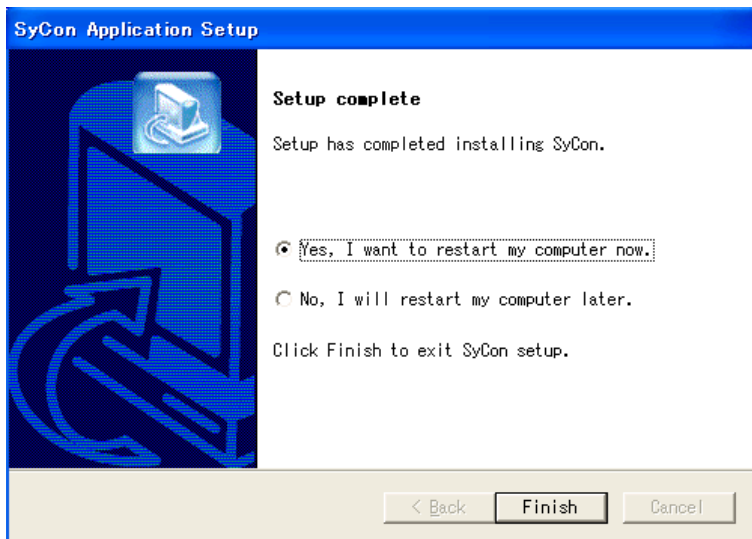 SyCon Application Setup
Setup complete
Setup has completed installing SyCon.
Yes, I want to restart my computer now.
No, I will restart my computer later.
Click Finish to exit SyCon setup.
< Back
Finish
Cancel